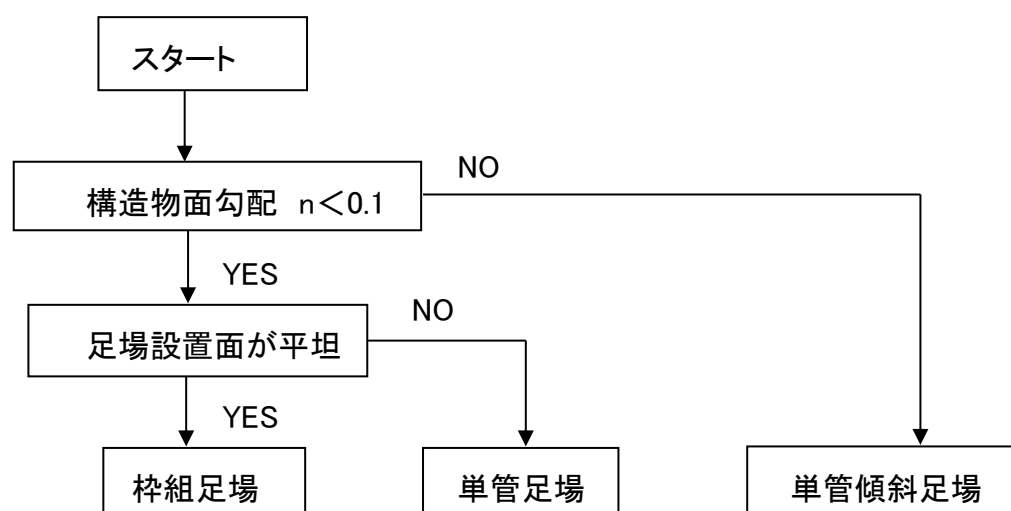 スタート
NO
構造物面勾配 n＜0.1
YES
NO
足場設置面が平坦
YES
枠組足場
単管足場
単管傾斜足場